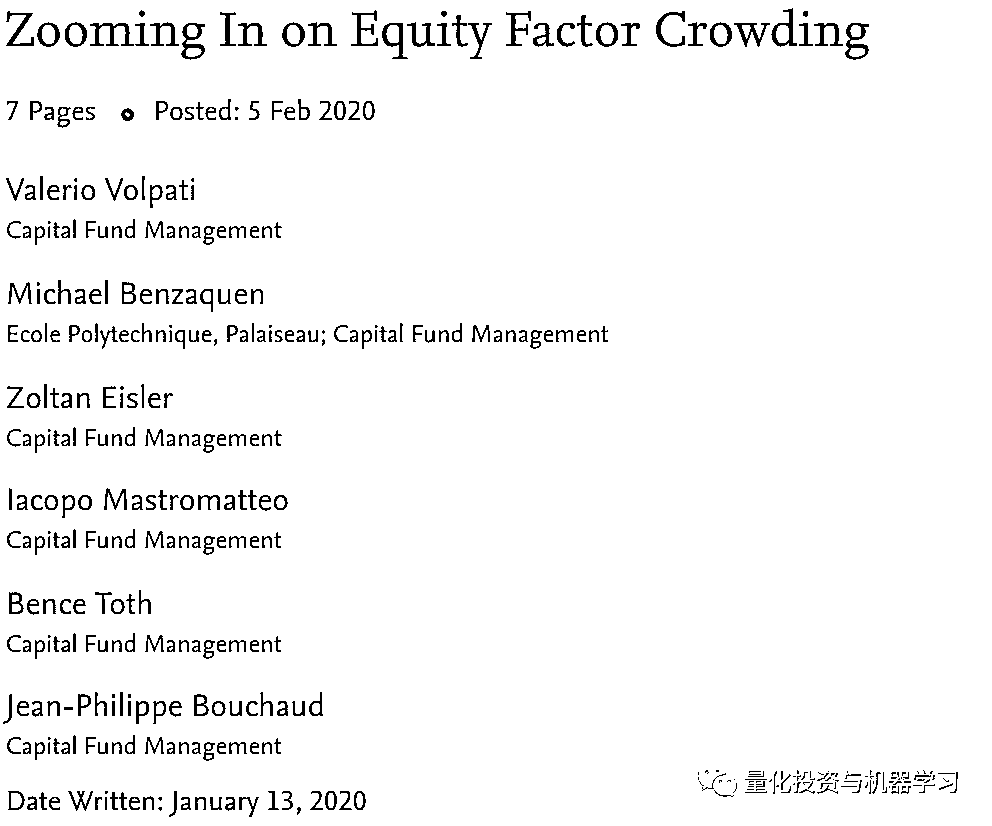 Zooming In on Equity Factor Crowding
7 Pages • Posted: 5 Feb 2020
Valerio Volpati
Capital Fund Management
Michael Benzaquen
Ecole Polytechnique, Palaiseau; Capital Fund Management
Zoltan Eisler
Capital Fund Management
Iacopo Mastromatteo
Capital Fund Management
Bence Toth
Capital Fund Management
Jean-Philippe Bouchaud
Capital Fund Management
量化投资与机器学习
Date Written: January 13, 2020